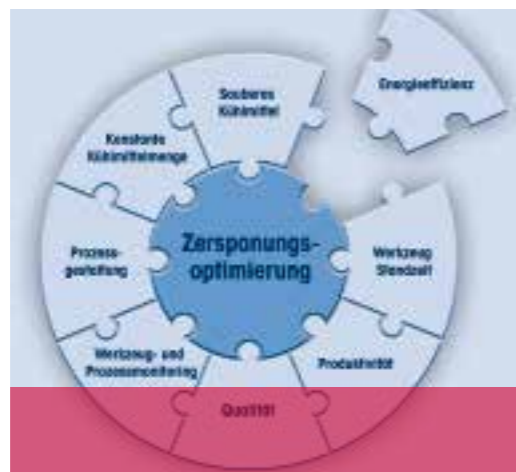 Energieeffizienz
Sauberes
Kühlmittel
Konstante
Kühlmittelmenge
Zerspanungs-
optimierung
Prozess-
gestaltung
Werkzeug
Standzeit
Werkzeug- und
Prozessmonitoring
Produktivität
Qualität